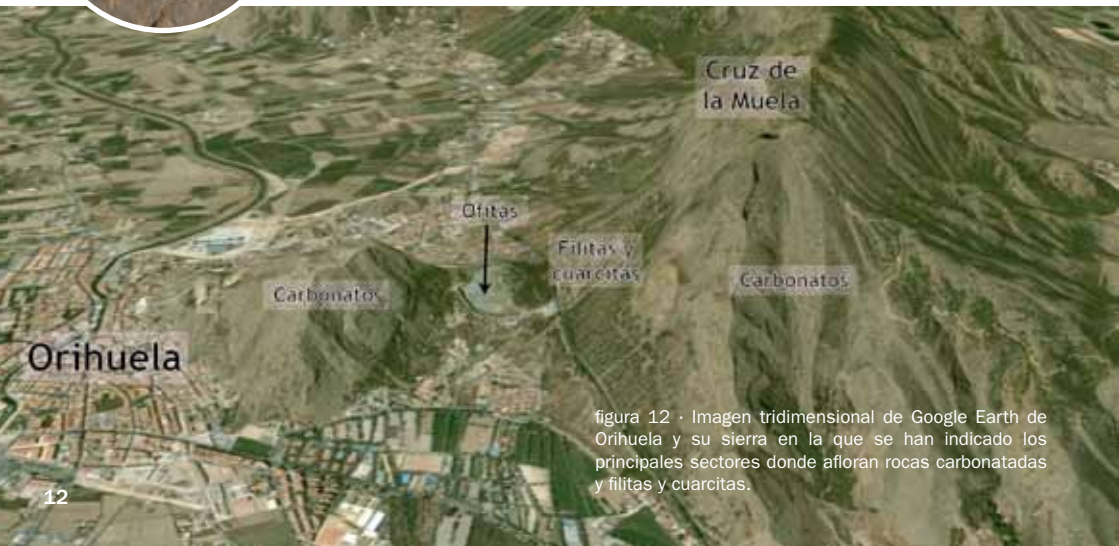 Cruz de
la Muela
Ofitas
Filitas y
cuarcitas
Carbonatos
Carbonatos
Orihuela
figura 12 · Imagen tridimensional de Google Earth de
Orihuela y su sierra en la que se han indicado los
principales sectores donde afloran rocas carbonatadas
y filitas y cuarcitas.
12